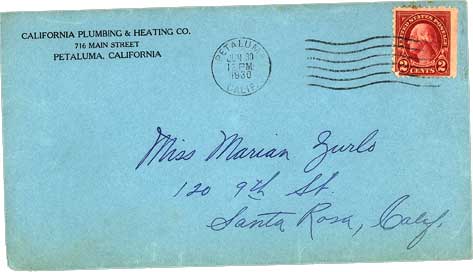 CALIFORNIA PLUMBING & HEATING CO.
716 MAIN STREET
PETALUMA, CALIFORNIA
PETALUMA
1930
CALIF.
UNITED STATES POSTAGE
2 CENTS 2
Miss Marian Zurlo
120 9th St.
Santa Rosa, Calif.